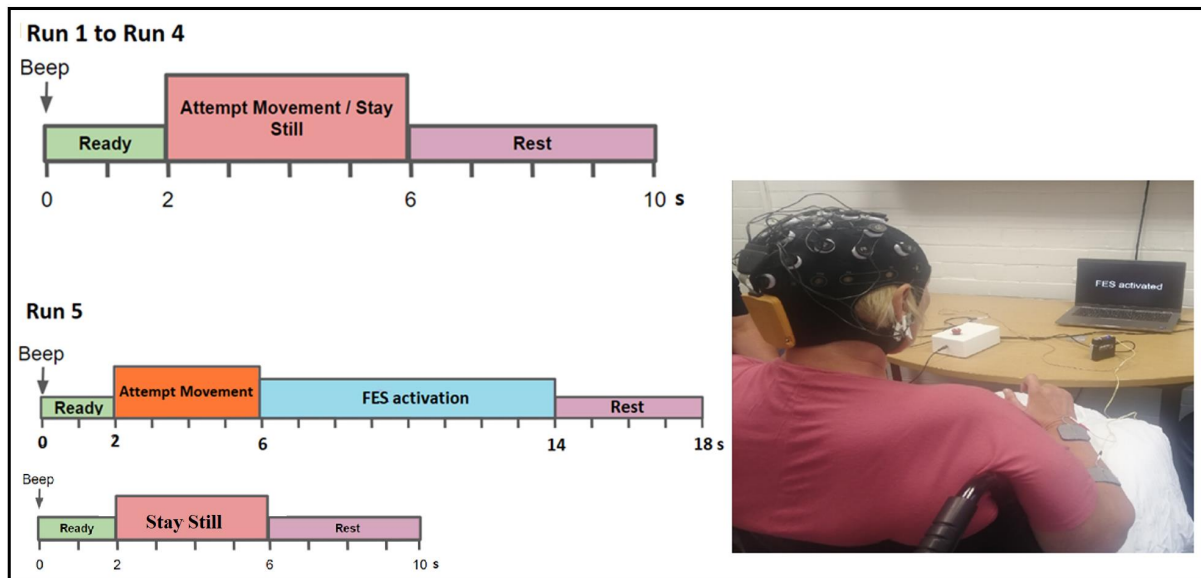 Run 1 to Run 4
Beep
Attempt Movement / Stay
Still
Ready
Rest
0 2 6 10 s
Run 5
Beep
Ready
Attempt Movement
FES activation
Rest
0 2 6 14 18 s
Beep
Ready
Stay Still
Rest
0 2 6 10 s
FES activated